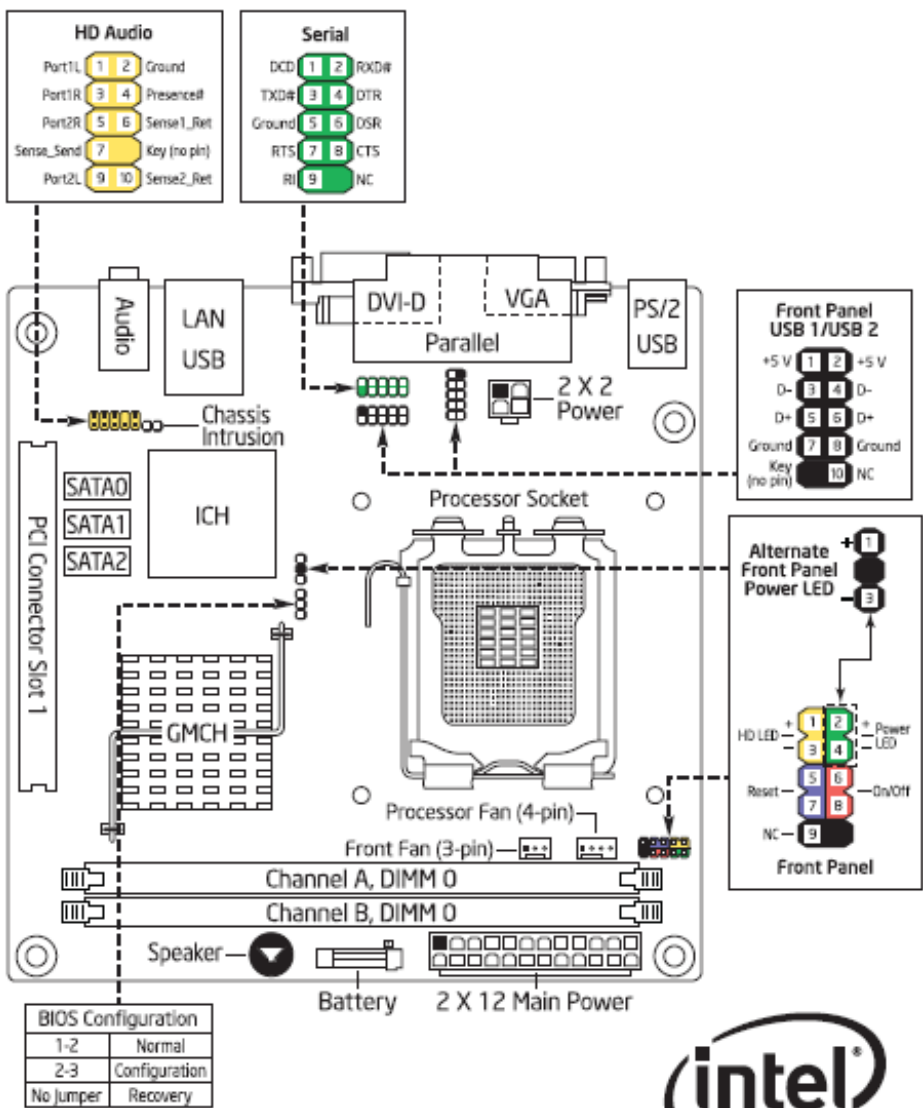 HD Audio
Port1L 1 2 Ground
Port1R 3 4 Presence#
Port2R 5 6 Sense1_Ret
Sense_Send 7 Key (no pin)
Port2L 9 10 Sense2_Ret
Serial
DCD 1 2 RXD#
TXD# 3 4 DTR
Ground 5 6 DSR
RTS 7 8 CTS
RI 9 NC
Audio
LAN
USB
DVI-D
VGA
Parallel
PS/2
USB
Front Panel
USB 1/USB 2
+5 V 1 2 +5 V
D- 3 4 D-
D+ 5 6 D+
Ground 7 8 Ground
Key
(no pin) 10 NC
2 X 2
Power
Chassis
Intrusion
PCI Connector Slot 1
SATA0
SATA1
SATA2
ICH
Processor Socket
Alternate
Front Panel
Power LED
+ 1
- 3
GMCH
HD LED + 1 2 + Power
- 3 4 - LED
Reset 5 6 On/Off
7 8
NC 9
Front Panel
Processor Fan (4-pin)
Front Fan (3-pin)
Channel A, DIMM 0
Channel B, DIMM 0
Speaker
Battery
2 X 12 Main Power
BIOS Configuration
1-2 Normal
2-3 Configuration
No Jumper Recovery
intel®